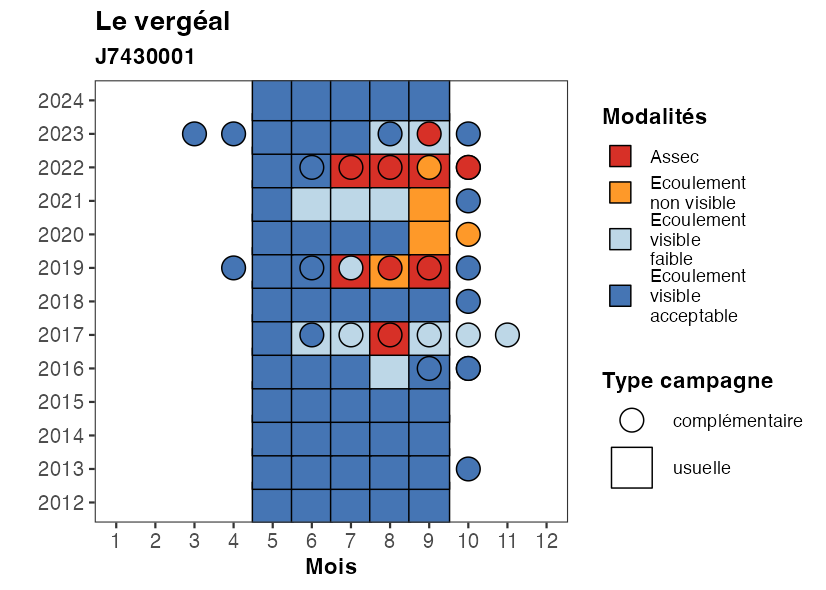 Le vergéal
J7430001
2024
2023
2022
2021
2020
2019
2018
2017
2016
2015
2014
2013
2012
1 2 3 4 5 6 7 8 9 10 11 12
Mois
Modalités
Assec
Ecoulement
non visible
Ecoulement
visible
faible
Ecoulement
visible
acceptable
Type campagne
complémentaire
usuelle